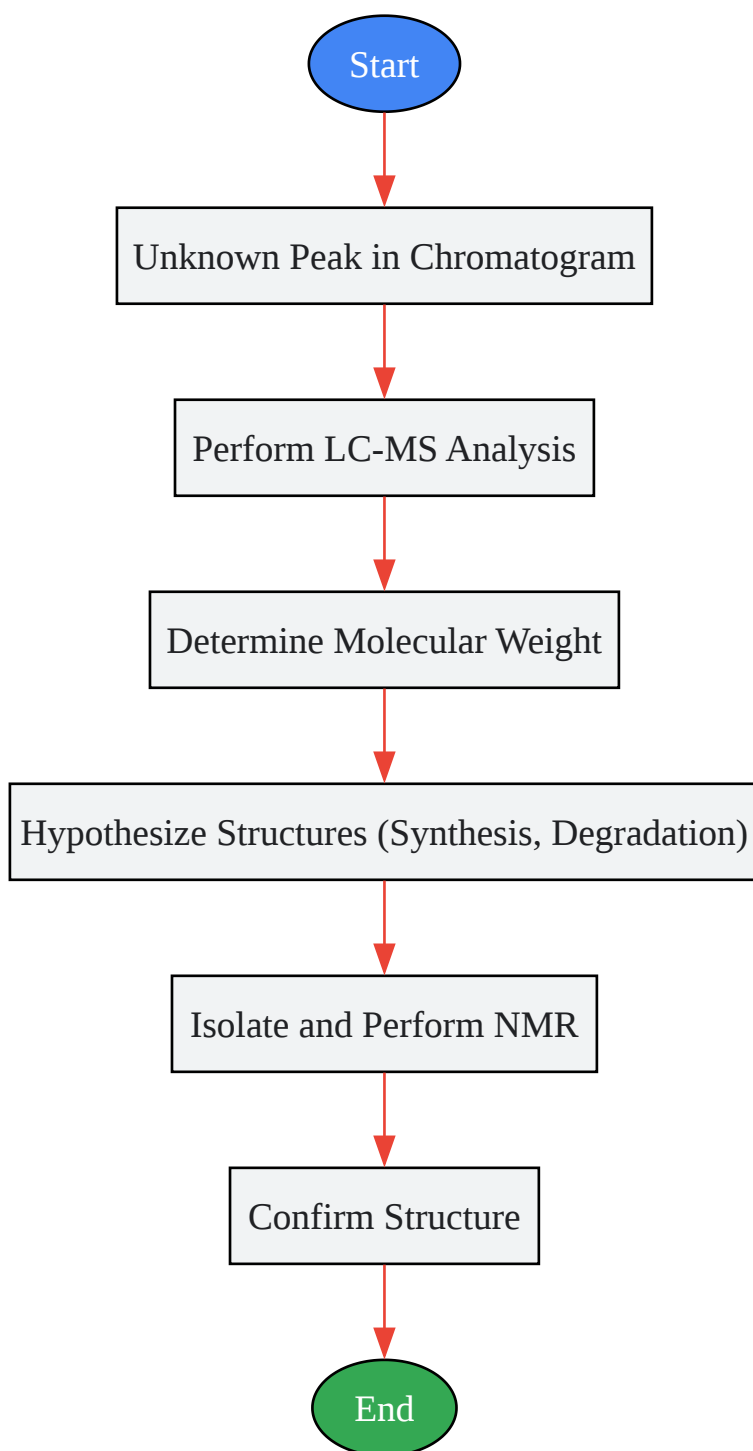 Start
Unknown Peak in Chromatogram
Perform LC-MS Analysis
Determine Molecular Weight
Hypothesize Structures (Synthesis, Degradation)
Isolate and Perform NMR
Confirm Structure
End